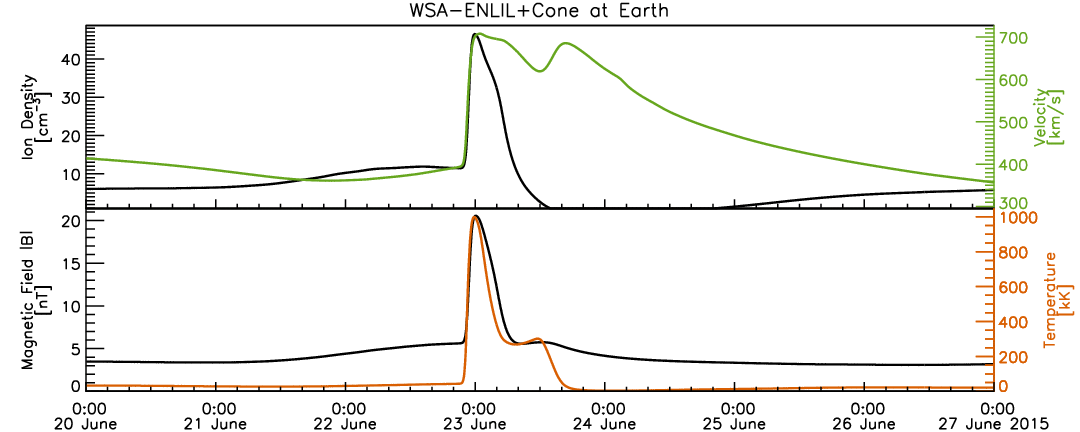 WSA−ENLIL+Cone at Earth
Ion Density
[cm⁻³]
40
30
20
10
700
600
500
400
300
Velocity
[km/s]
Magnetic Field |B|
[nT]
20
15
10
5
0
1000
800
600
400
200
0
Temperature
[kK]
0:00 0:00 0:00 0:00 0:00 0:00 0:00 0:00
20 June 21 June 22 June 23 June 24 June 25 June 26 June 27 June 2015